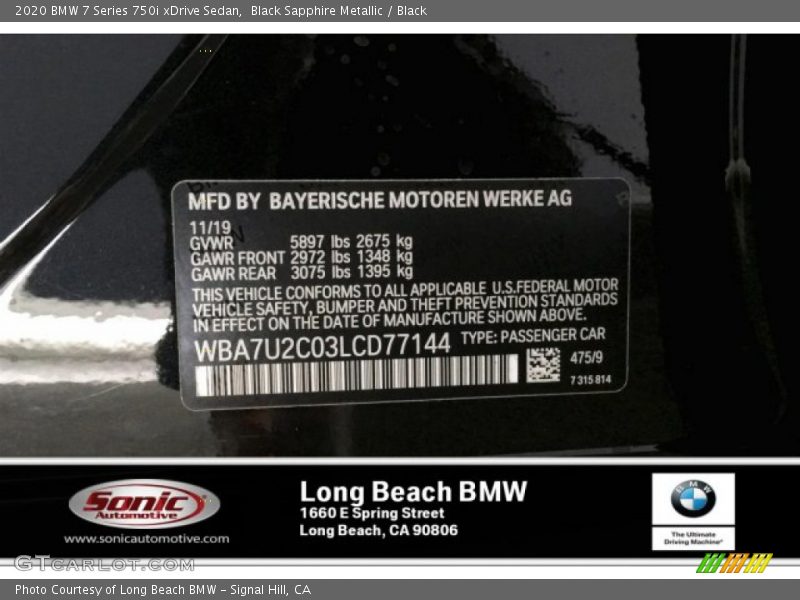 2020 BMW 7 Series 750i xDrive Sedan,  Black Sapphire Metallic / Black
MFD BY BAYERISCHE MOTOREN WERKE AG
11/19
GVWR 5897 lbs 2675 kg
GAWR FRONT 2972 lbs 1348 kg
GAWR REAR 3075 lbs 1395 kg
THIS VEHICLE CONFORMS TO ALL APPLICABLE U.S.FEDERAL MOTOR
VEHICLE SAFETY, BUMPER AND THEFT PREVENTION STANDARDS
IN EFFECT ON THE DATE OF MANUFACTURE SHOWN ABOVE.
WBA7U2C03LCD77144 TYPE: PASSENGER CAR
475/9
7 315 814
Sonic
Automotive
www.sonicautomotive.com
Long Beach BMW
1660 E Spring Street
Long Beach, CA 90806
BMW
The Ultimate
Driving Machine®
GTcarlot.com
Photo Courtesy of Long Beach BMW – Signal Hill, CA